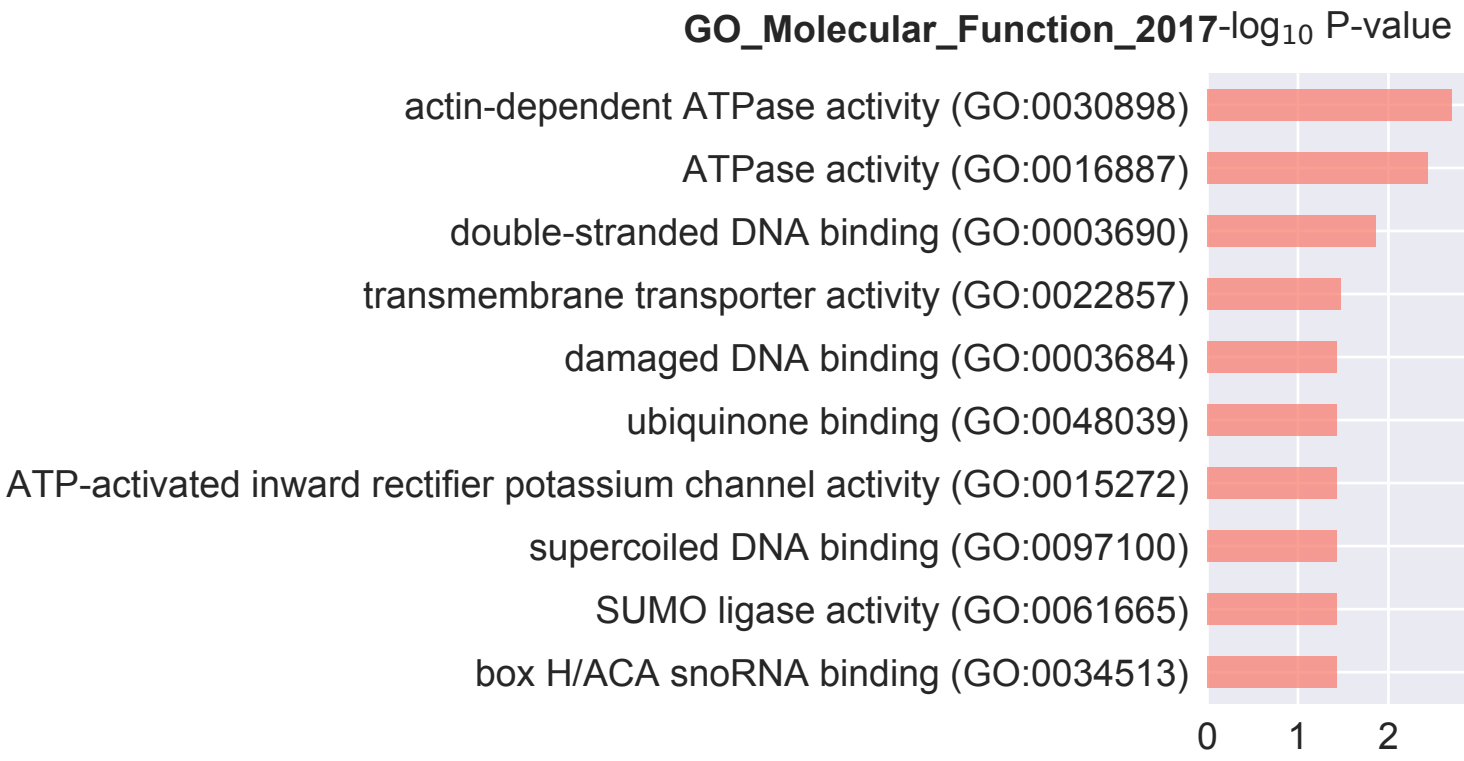 GO_Molecular_Function_2017-log₁₀ P-value
actin-dependent ATPase activity (GO:0030898)
ATPase activity (GO:0016887)
double-stranded DNA binding (GO:0003690)
transmembrane transporter activity (GO:0022857)
damaged DNA binding (GO:0003684)
ubiquinone binding (GO:0048039)
ATP-activated inward rectifier potassium channel activity (GO:0015272)
supercoiled DNA binding (GO:0097100)
SUMO ligase activity (GO:0061665)
box H/ACA snoRNA binding (GO:0034513)
0 1 2